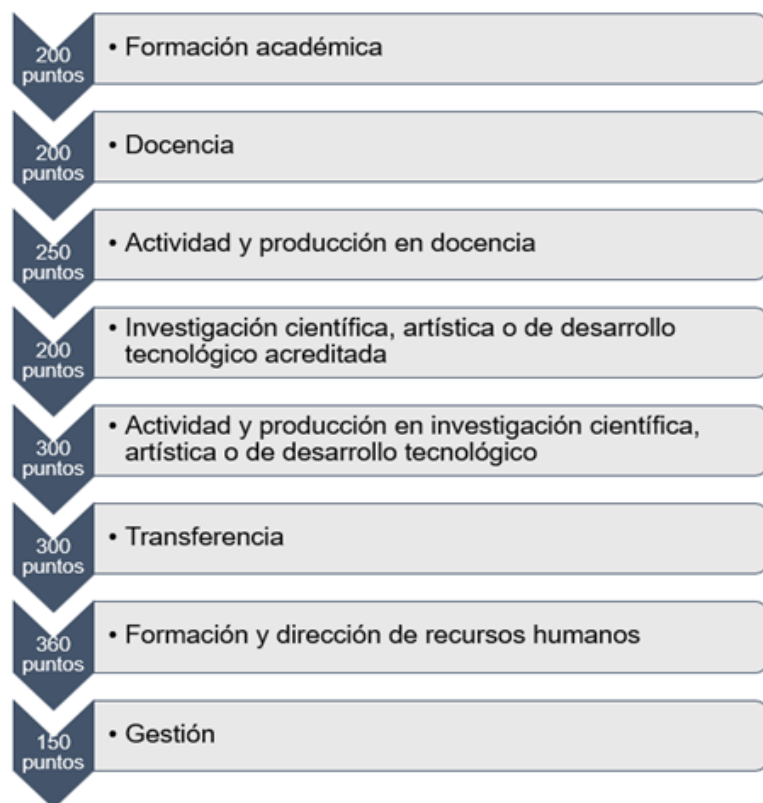 200
puntos
• Formación académica
200
puntos
• Docencia
250
puntos
• Actividad y producción en docencia
200
puntos
• Investigación científica, artística o de desarrollo
tecnológico acreditada
300
puntos
• Actividad y producción en investigación científica,
artística o de desarrollo tecnológico
300
puntos
• Transferencia
360
puntos
• Formación y dirección de recursos humanos
150
puntos
• Gestión